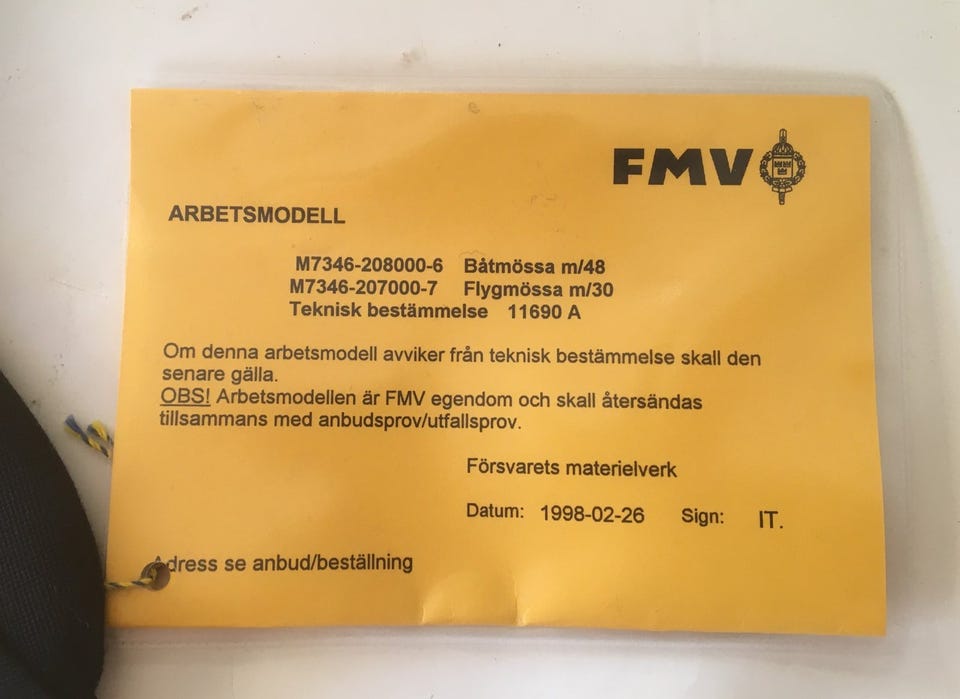 FMV
ARBETSMODELL
M7346-208000-6 Båtmössa m/48
M7346-207000-7 Flygmössa m/30
Teknisk bestämmelse 11690 A
Om denna arbetsmodell avviker från teknisk bestämmelse skall den
senare gälla.
OBS! Arbetsmodellen är FMV egendom och skall återsändas
tillsammans med anbudsprov/utfallsprov.
Försvarets materielverk
Datum: 1998-02-26 Sign: IT.
Adress se anbud/beställning